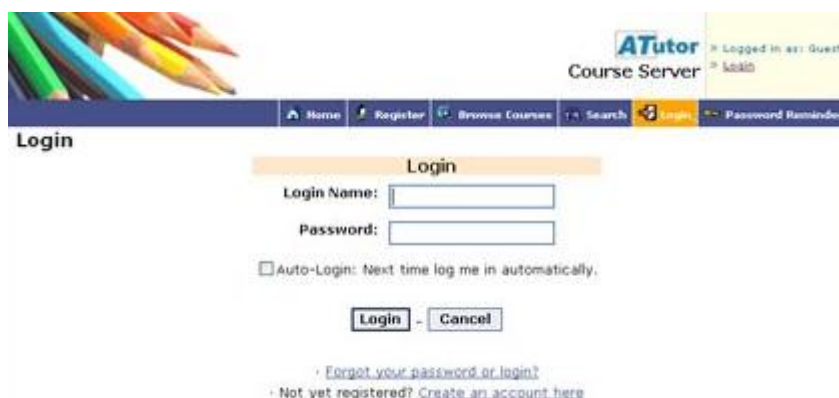 ATutor
Course Server
» Logged in as: Guest
» Login
Home Register Browse Courses Search Login Password Reminde
Login
Login
Login Name:
Password:
Auto-Login: Next time log me in automatically.
Login - Cancel
· Forgot your password or login?
· Not yet registered? Create an account here